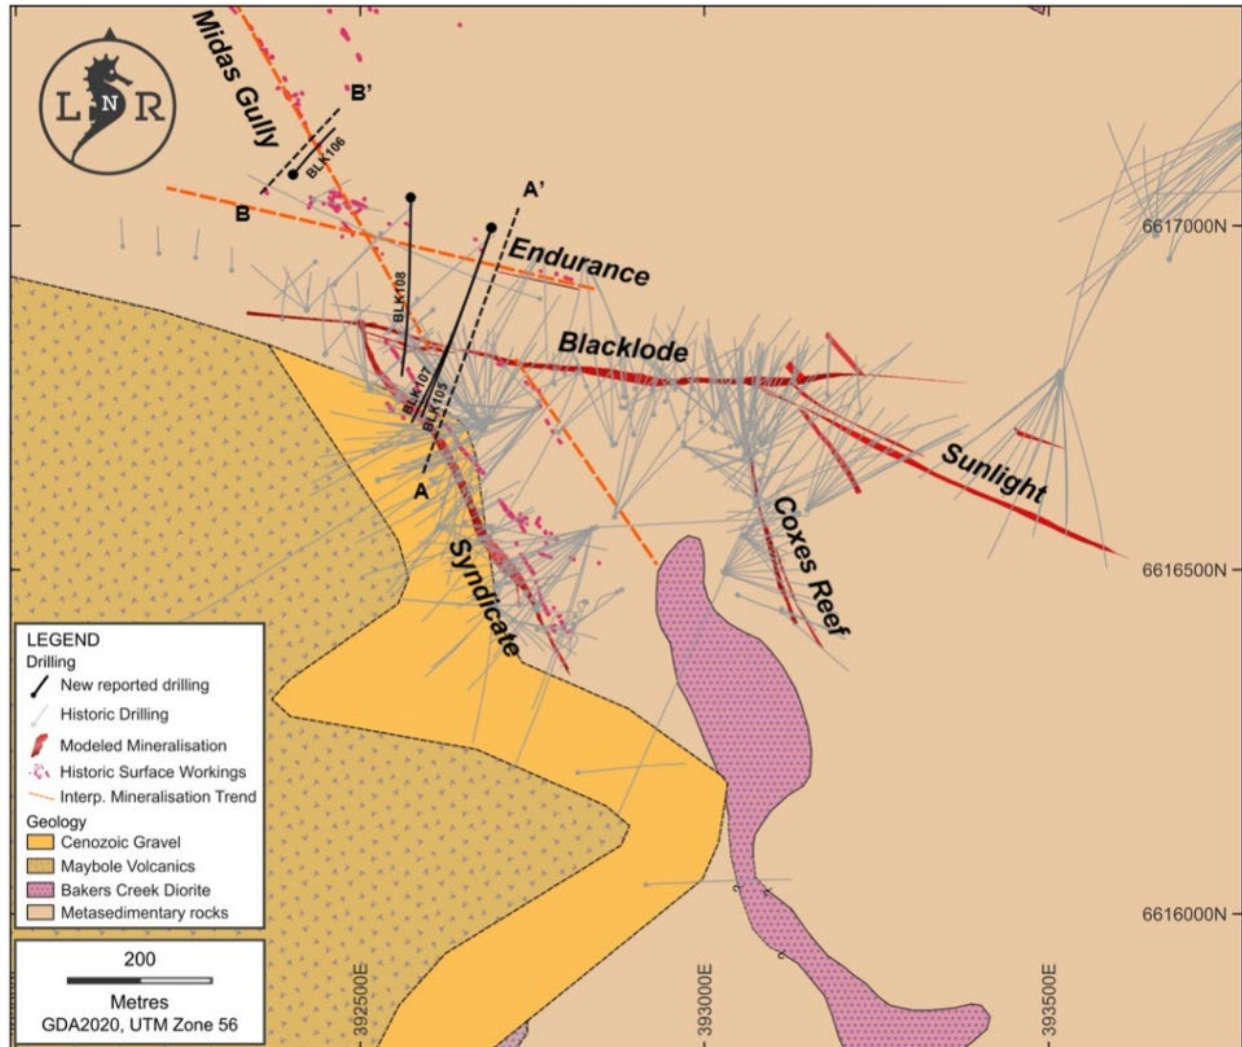 Midas Gully
L N R
B'
BLK106
A'
B
6617000N
Endurance
BLK108
Blacklode
BLK107
BLK105
Sunlight
A
Coxes Reef
Syndicate
6616500N
LEGEND
Drilling
New reported drilling
Historic Drilling
Modeled Mineralisation
Historic Surface Workings
Interp. Mineralisation Trend
Geology
Cenozoic Gravel
Maybole Volcanics
Bakers Creek Diorite
Metasedimentary rocks
6616000N
200
Metres
GDA2020, UTM Zone 56
392500E
393000E
393500E